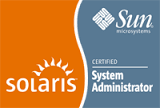 Sun
microsystems
solaris
CERTIFIED
System
Administrator